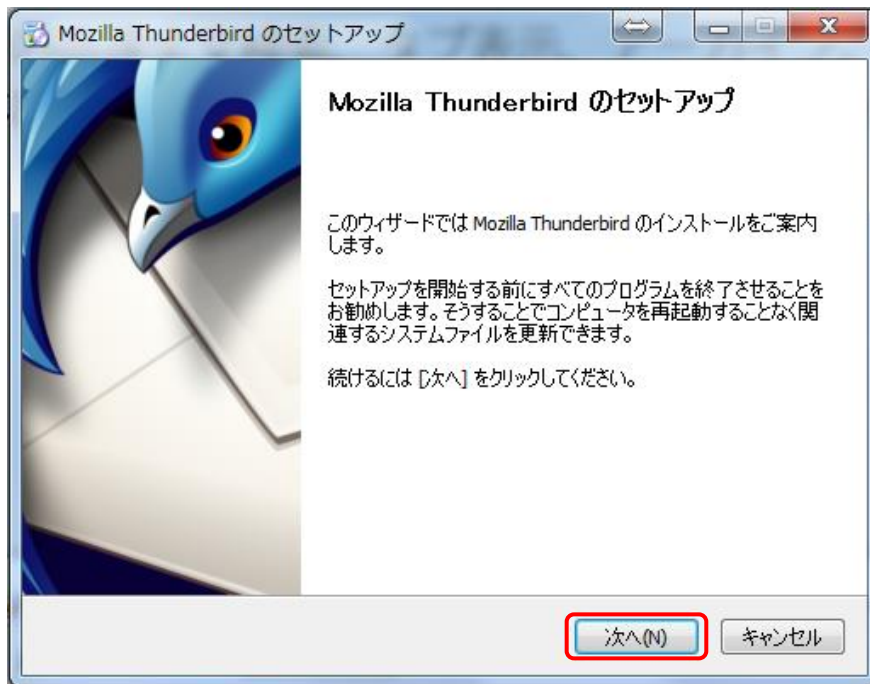 Mozilla Thunderbird のセットアップ
Mozilla Thunderbird のセットアップ
このウィザードでは Mozilla Thunderbird のインストールをご案内
します。
セットアップを開始する前にすべてのプログラムを終了させることを
お勧めします。そうすることでコンピュータを再起動することなく関
連するシステムファイルを更新できます。
続けるには [次へ] をクリックしてください。
次へ(N) キャンセル